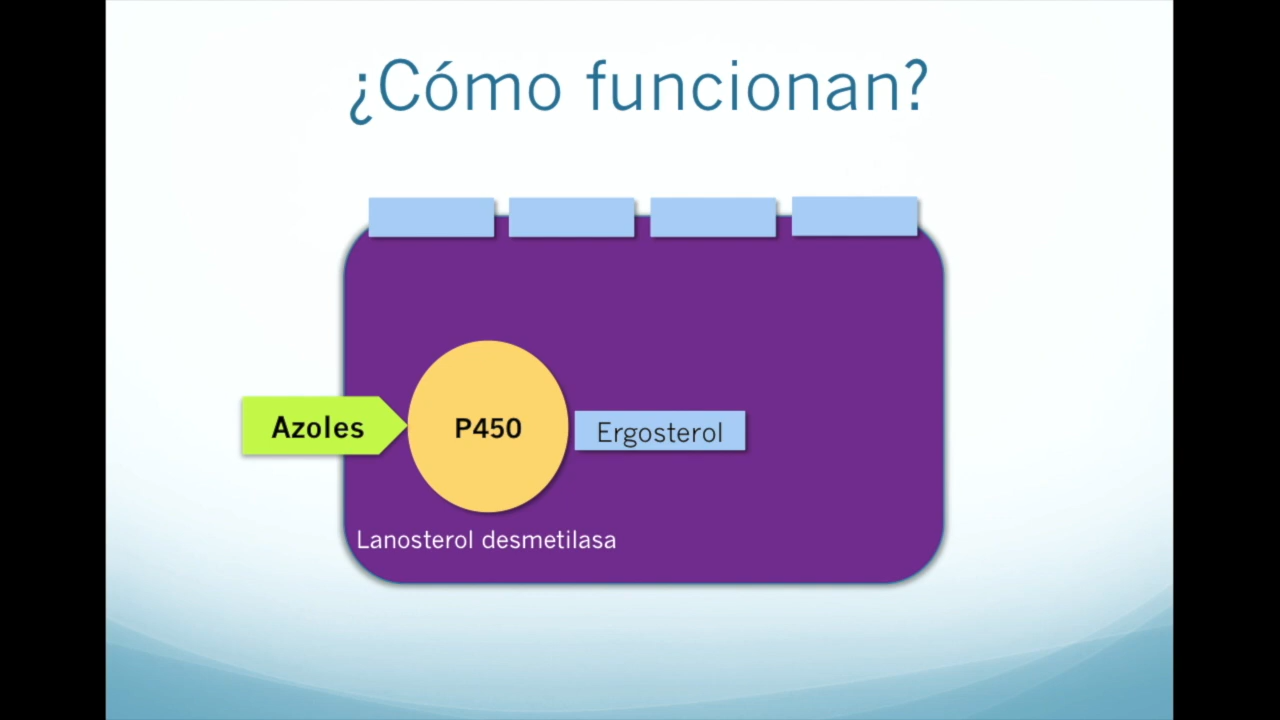 ¿Cómo funcionan?
Azoles
P450
Ergosterol
Lanosterol desmetilasa